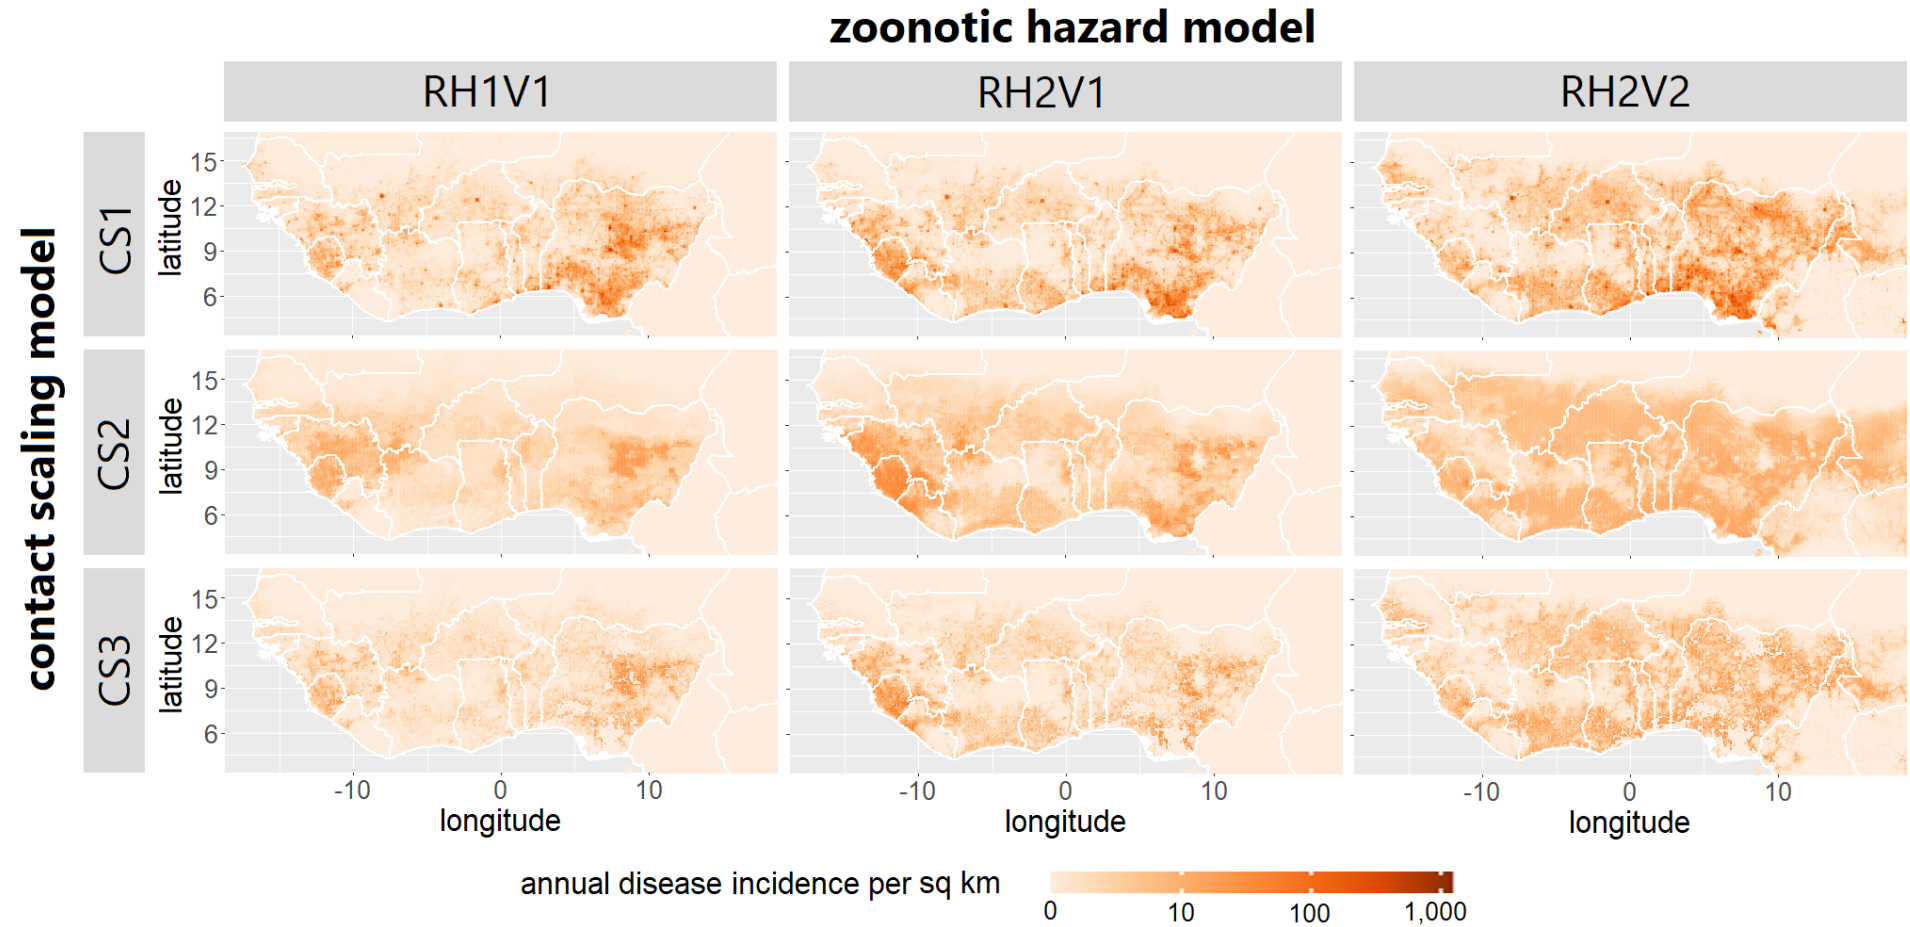 zoonotic hazard model
RH1V1
RH2V1
RH2V2
contact scaling model
CS1
latitude
15
12
9
6
CS2
latitude
15
12
9
6
CS3
latitude
15
12
9
6
-10 0 10
-10 0 10
-10 0 10
longitude
longitude
longitude
annual disease incidence per sq km
0 10 100 1,000